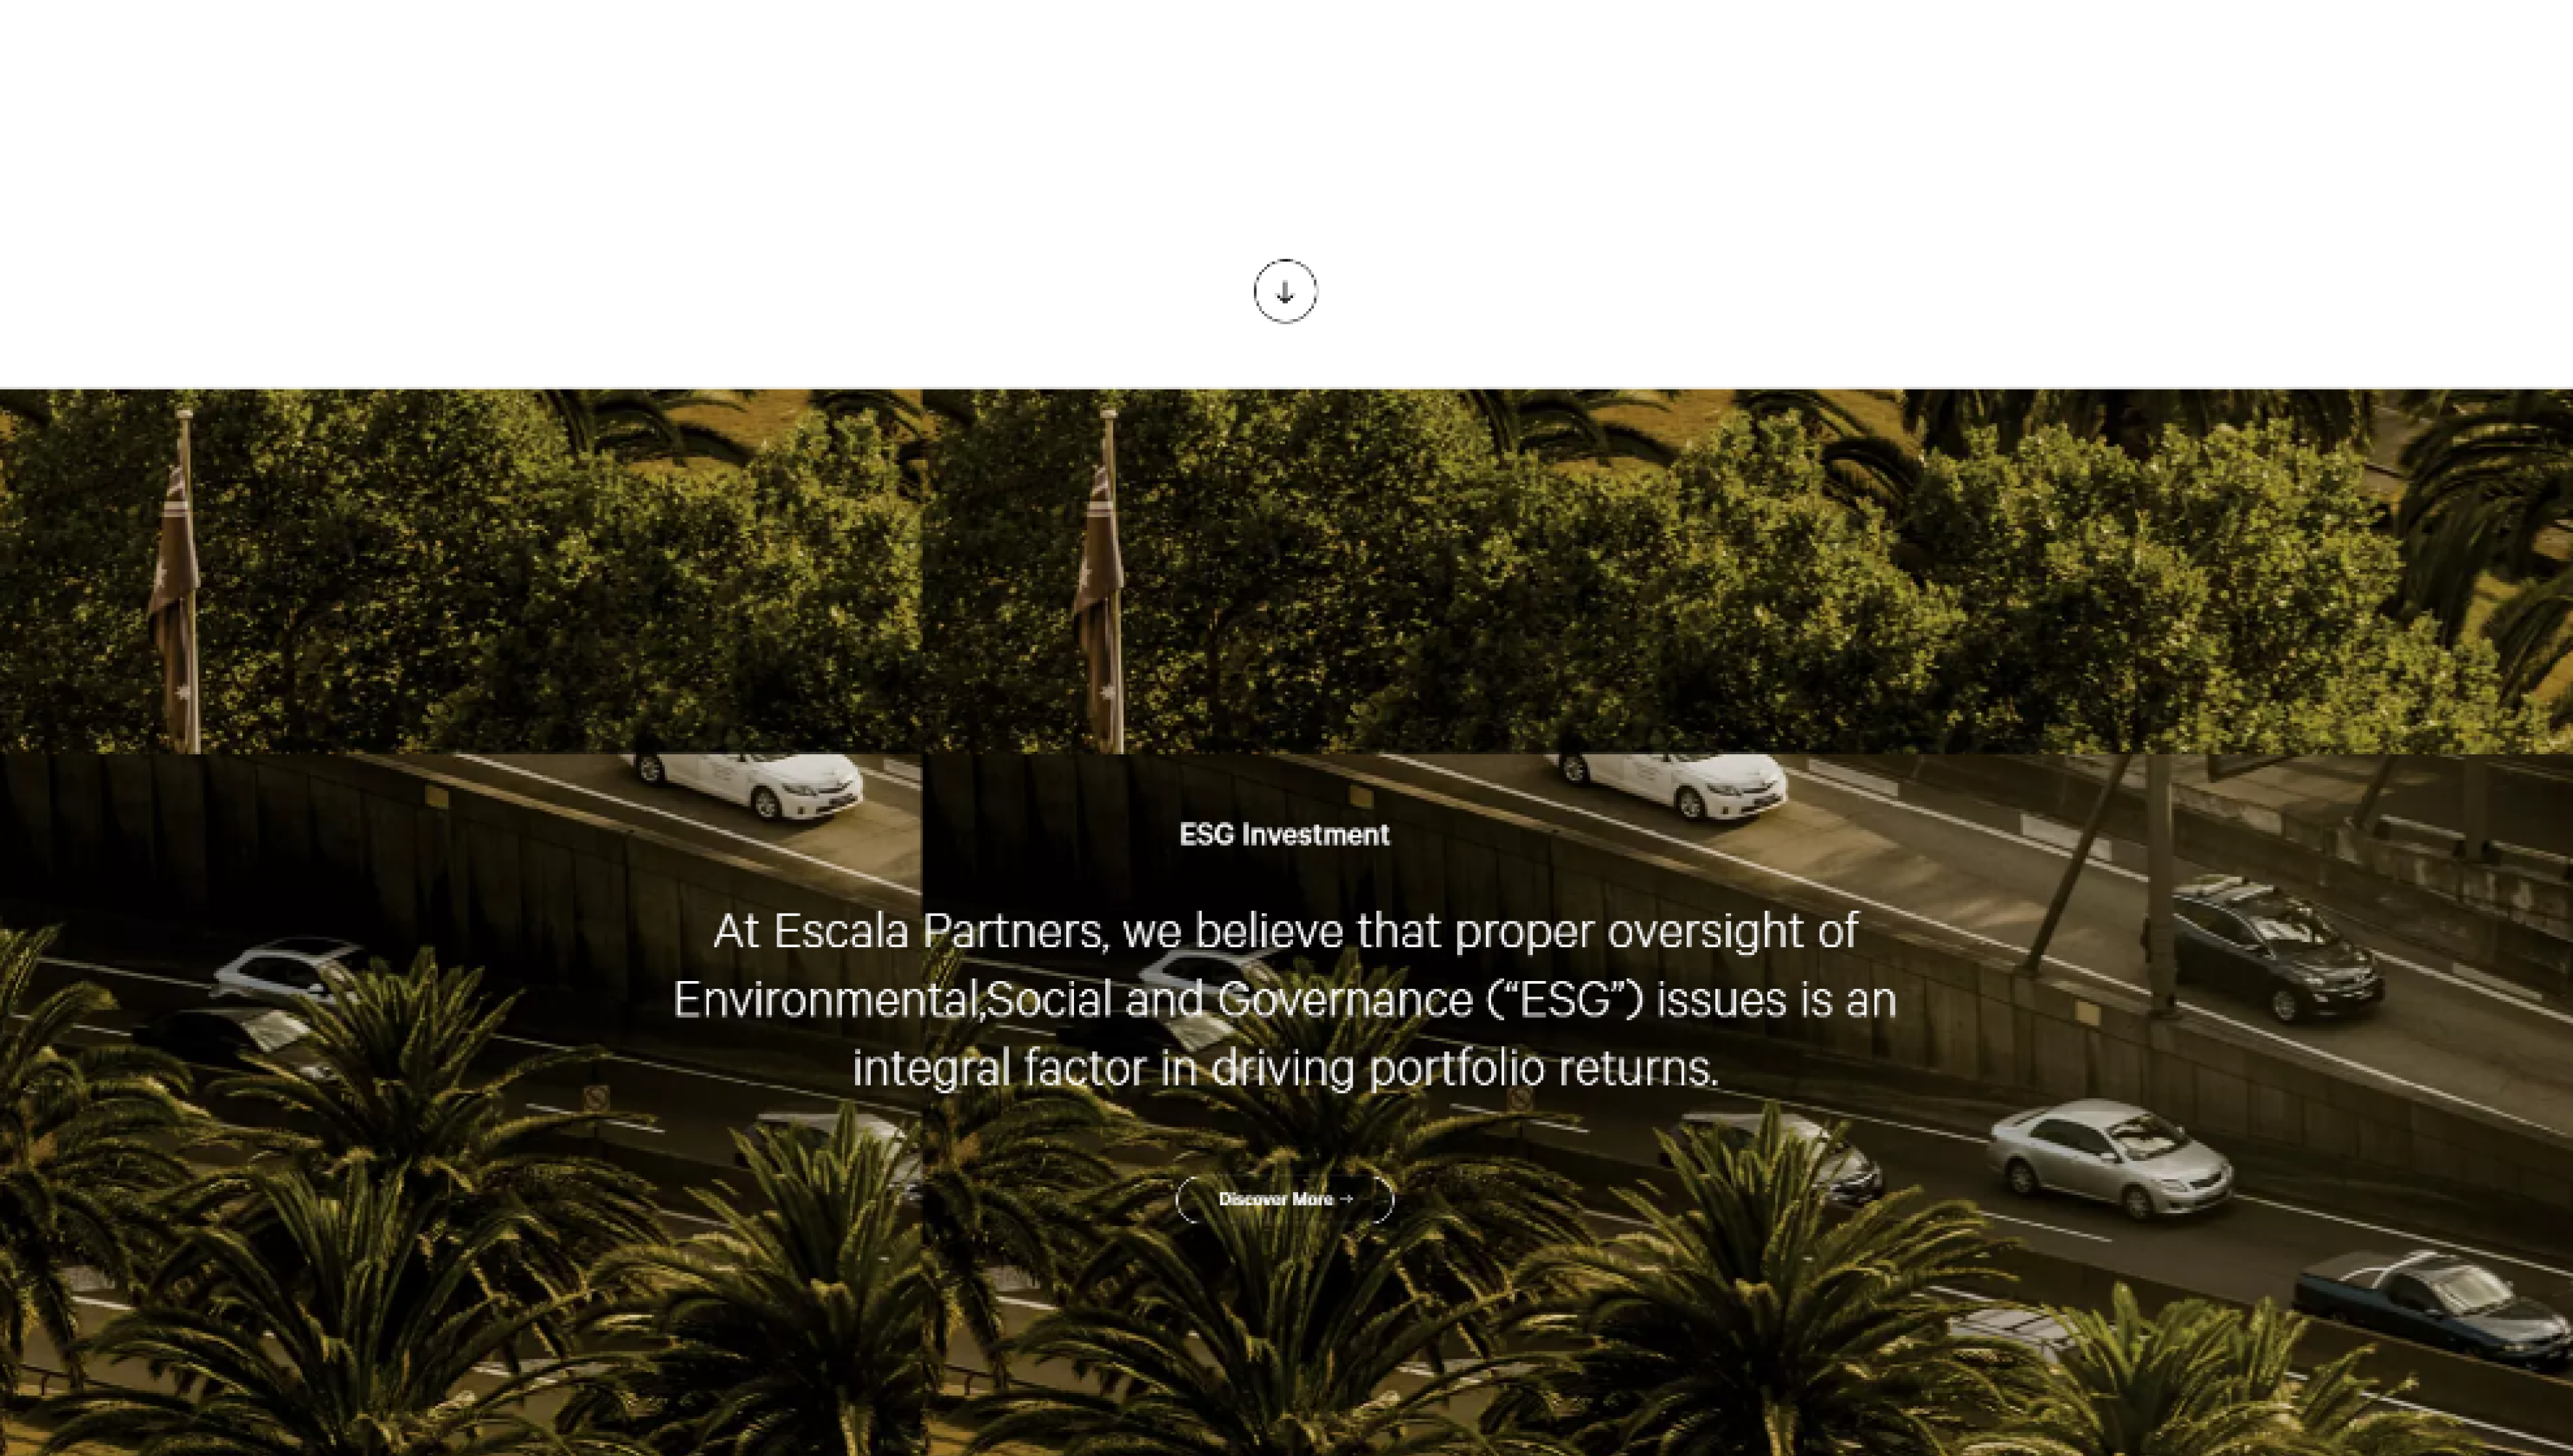 ESG Investment
At Escala Partners, we believe that proper oversight of
Environmental,Social and Governance (“ESG”) issues is an
integral factor in driving portfolio returns.
Discover More →